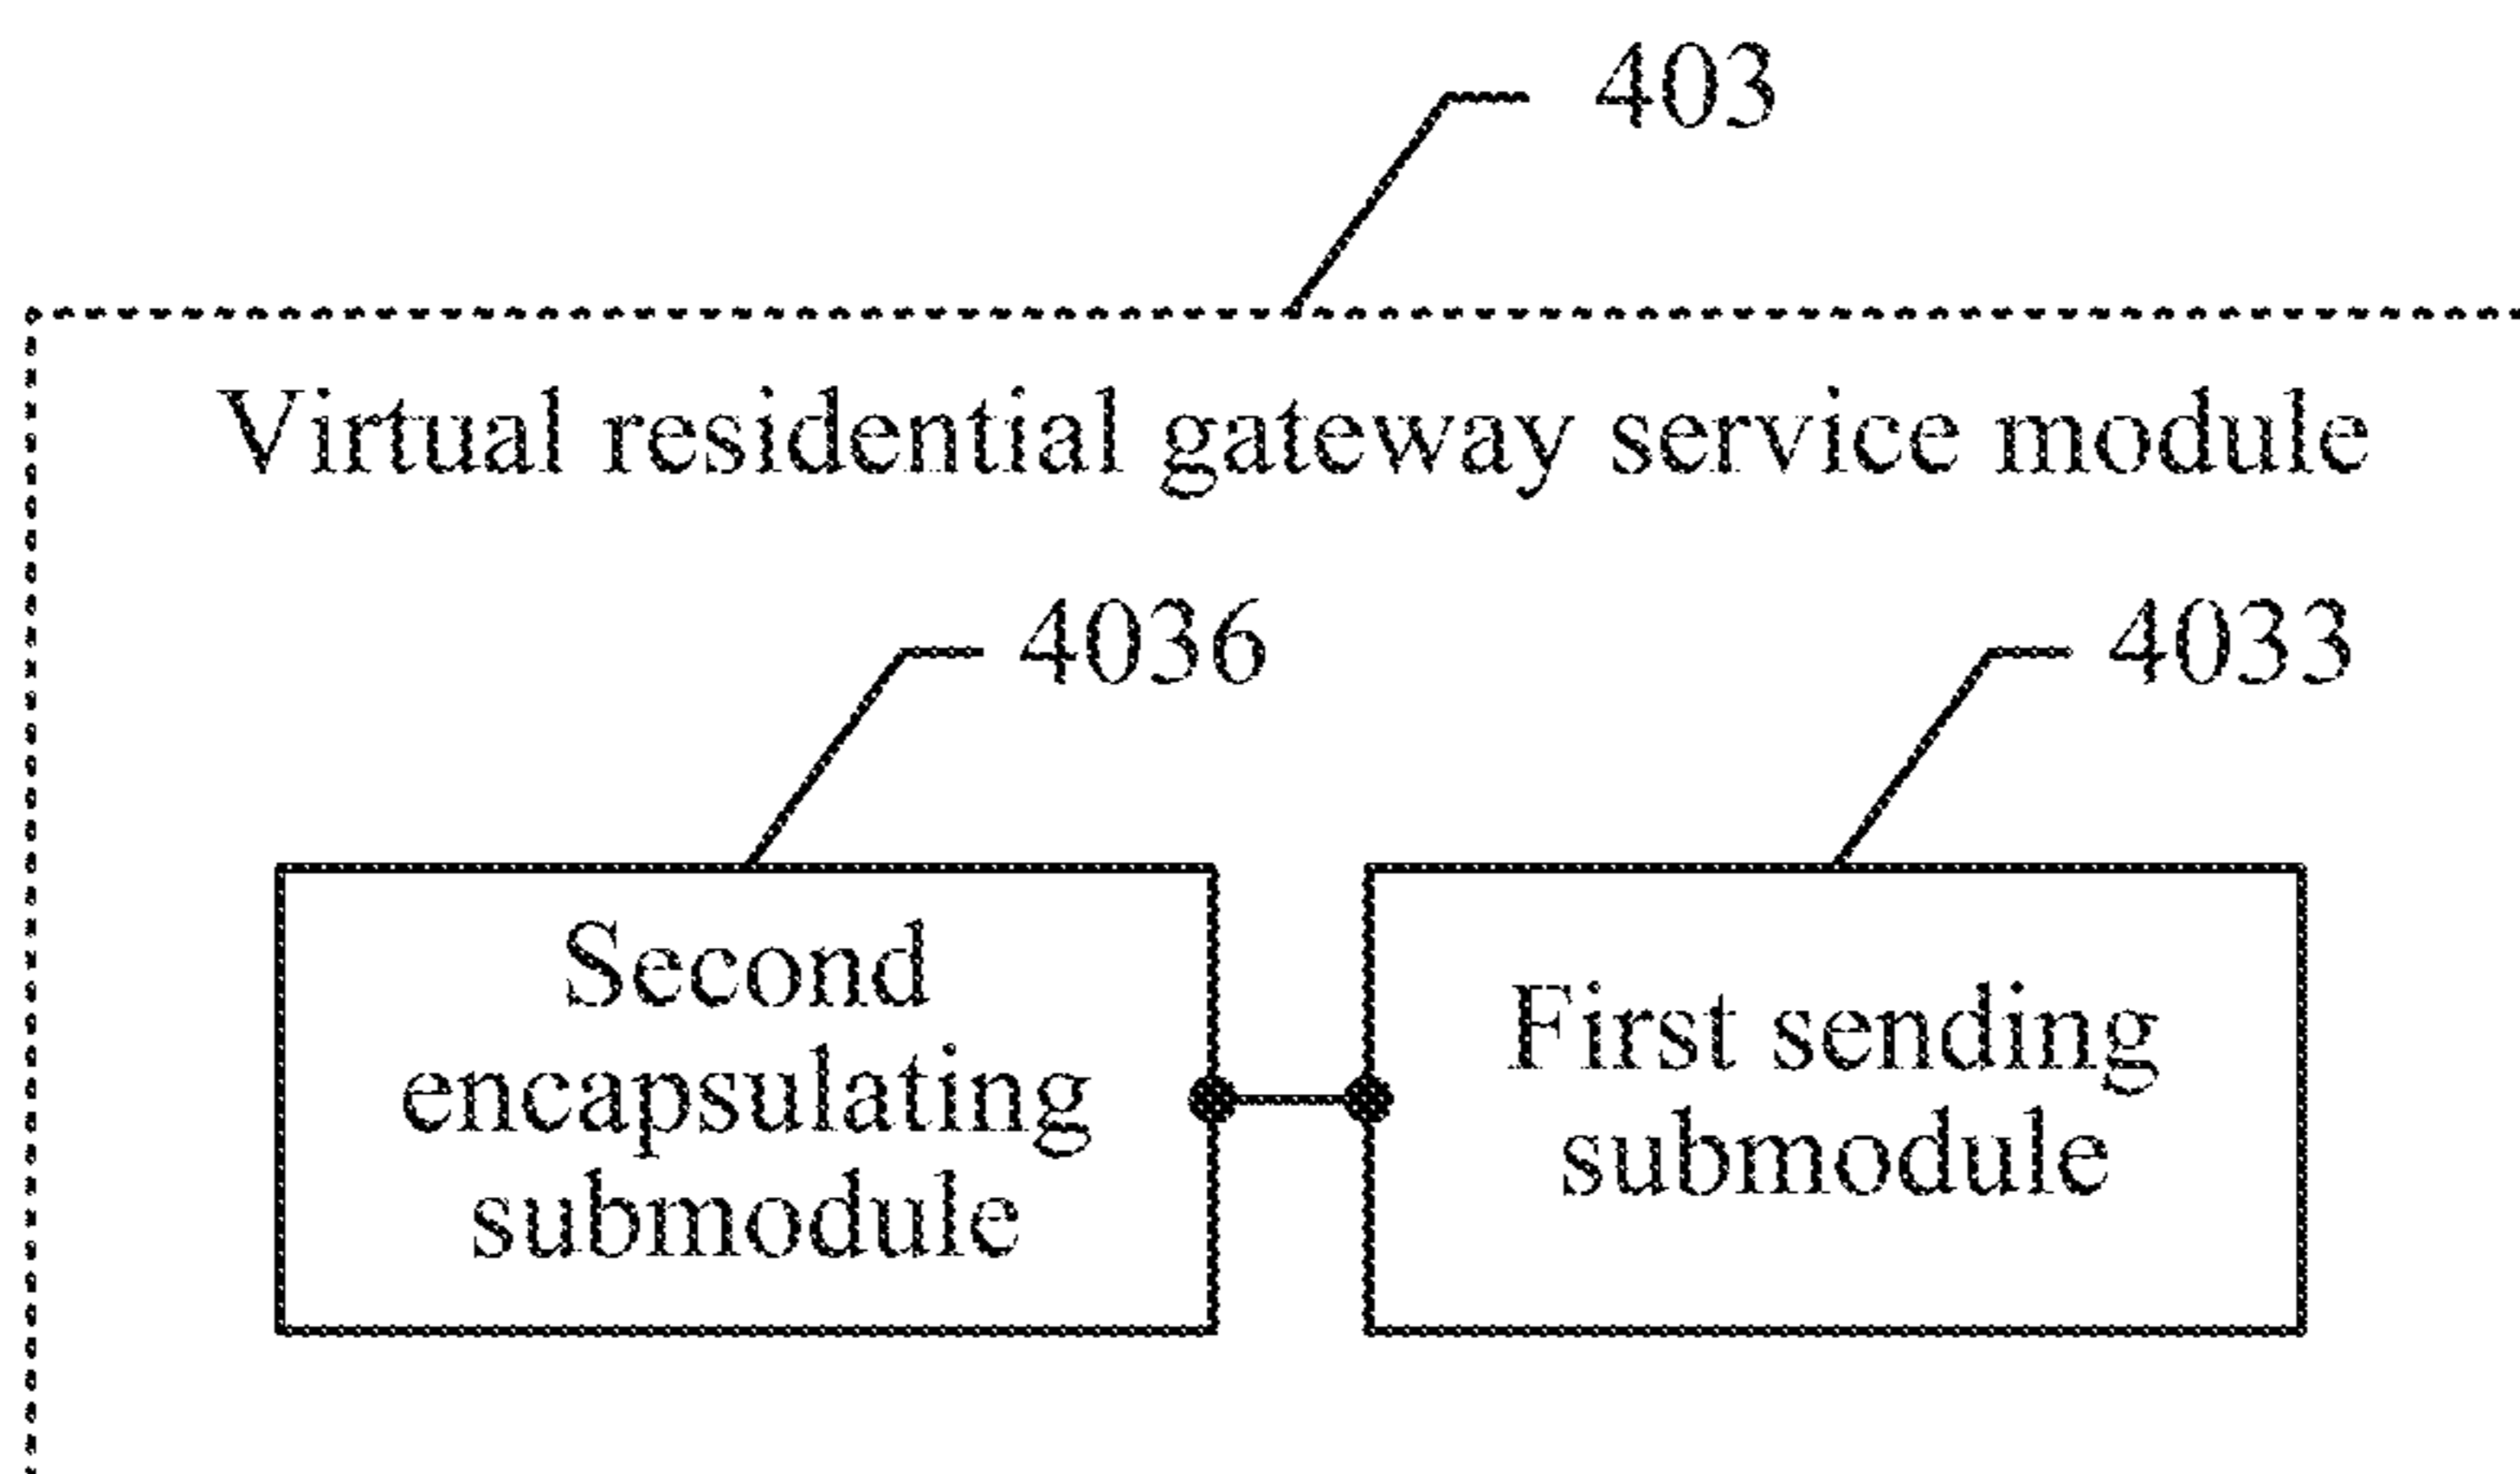 403
Virtual residential gateway service module
4036
4033
Second
encapsulating
submodule
First sending
submodule